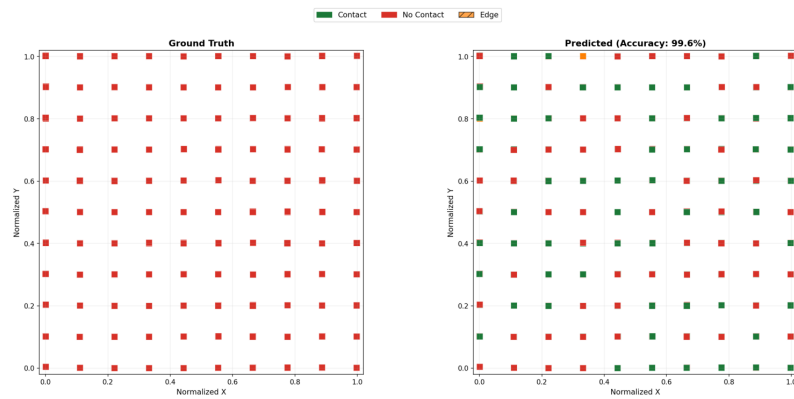 Contact No Contact Edge
Ground Truth
Predicted (Accuracy: 99.6%)
Normalized Y
1.0
0.8
0.6
0.4
0.2
0.0
0.0 0.2 0.4 0.6 0.8 1.0
Normalized X
Normalized Y
1.0
0.8
0.6
0.4
0.2
0.0
0.0 0.2 0.4 0.6 0.8 1.0
Normalized X